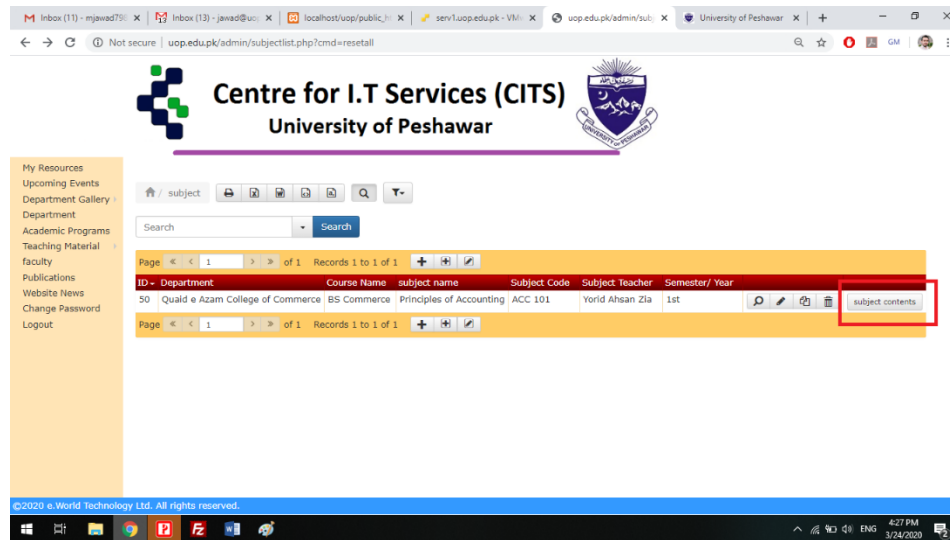 Inbox (11) - mjawad79
Inbox (13) - jawad@uo
localhost/uop/public_h
serv1.uop.edu.pk - VM
uop.edu.pk/admin/sub
University of Peshawar
Not secure | uop.edu.pk/admin/subjectlist.php?cmd=resetall
GM
Centre for I.T Services (CITS)
University of Peshawar
UNIVERSITY OF PESHAWAR
My Resources
Upcoming Events
Department Gallery
Department
Academic Programs
Teaching Material
faculty
Publications
Website News
Change Password
Logout
/ subject
Search Search
Page 1 of 1 Records 1 to 1 of 1
ID Department Course Name subject name Subject Code Subject Teacher Semester/ Year
50 Quaid e Azam College of Commerce BS Commerce Principles of Accounting ACC 101 Yorid Ahsan Zia 1st subject contents
Page 1 of 1 Records 1 to 1 of 1
©2020 e.World Technology Ltd. All rights reserved.
ENG 4:27 PM
3/24/2020